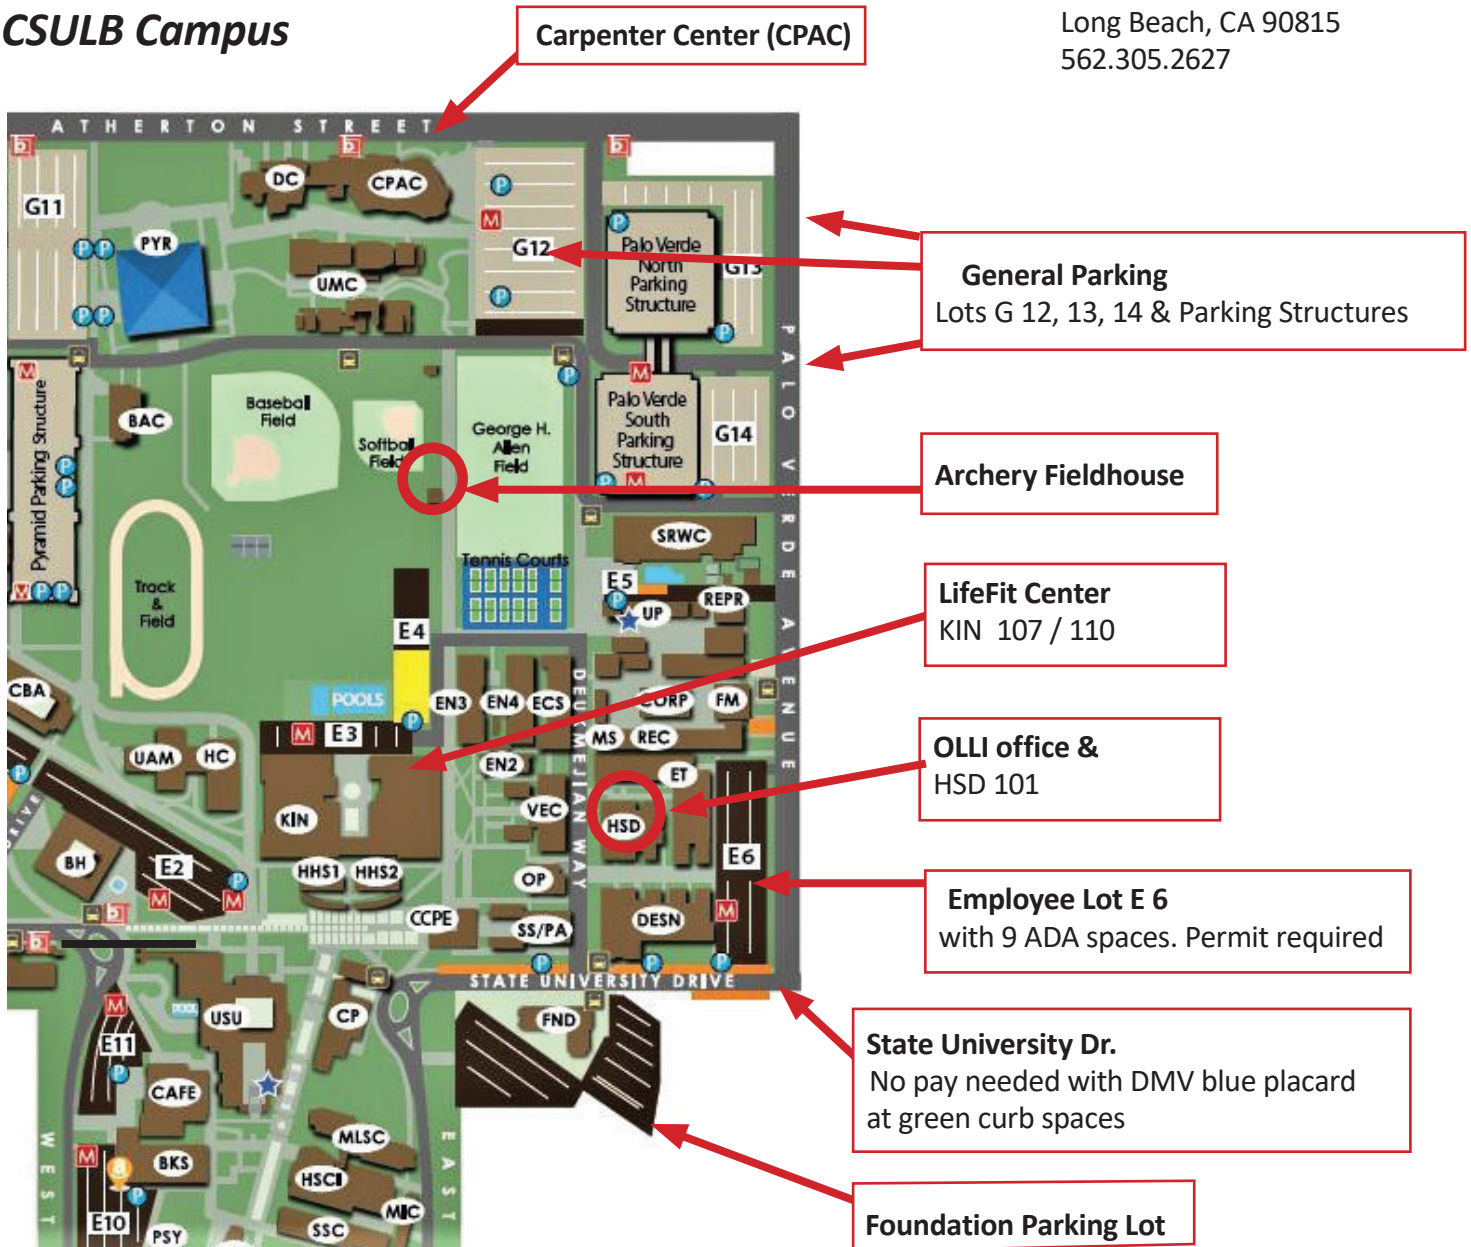 CSULB Campus
Carpenter Center (CPAC)
Long Beach, CA 90815
562.305.2627
ATHERTON STREET
b
b
b
G11
DC
CPAC
P
M
G12
P
P
Palo Verde
North
Parking
Structure
G13
P
General Parking
Lots G 12, 13, 14 & Parking Structures
P P
PYR
UMC
P P
PALO VERDE AVENUE
M
Pyramid Parking Structure
P
P
M P P
BAC
Baseball
Field
Softball
Field
George H.
Allen
Field
P
M
Palo Verde
South
Parking
Structure
M
P
P
G14
Archery Fieldhouse
SRWC
Tennis Courts
Track
&
Field
E4
E5
P
UP
REPR
LifeFit Center
KIN 107 / 110
CBA
POOLS
P
EN3
EN4
ECS
DEUKMEJIAN WAY
CORP
FM
M
E3
MS
REC
UAM
HC
EN2
ET
OLLI office &
HSD 101
P
DRIVE
KIN
VEC
HSD
BH
E2
P
M
M
HHS1
HHS2
OP
E6
Employee Lot E 6
with 9 ADA spaces. Permit required
b
b
CCPE
SS/PA
DESN
M
P
P
P
STATE UNIVERSITY DRIVE
M
POOL
USU
CP
FND
State University Dr.
No pay needed with DMV blue placard
at green curb spaces
E11
P
CAFE
WEST
EAST
MLSC
M
a
BKS
P
HSCI
MIC
E10
PSY
SSC
Foundation Parking Lot